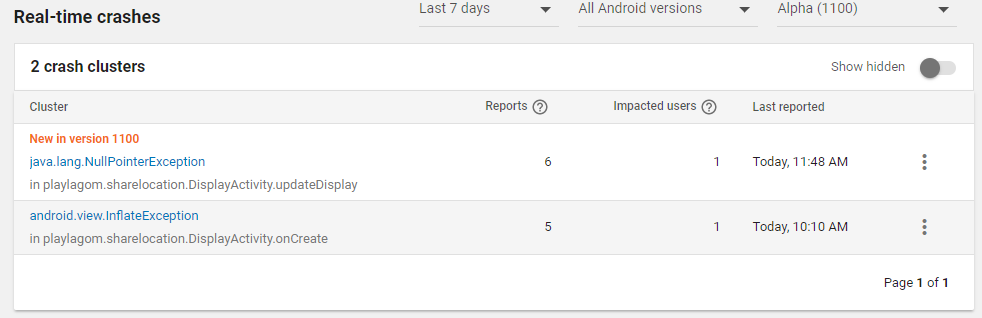 Real-time crashes
Last 7 days All Android versions Alpha (1100)
2 crash clusters Show hidden
Cluster Reports ? Impacted users ? Last reported
New in version 1100
java.lang.NullPointerException 6 1 Today, 11:48 AM
in playlagom.sharelocation.DisplayActivity.updateDisplay
android.view.InflateException 5 1 Today, 10:10 AM
in playlagom.sharelocation.DisplayActivity.onCreate
Page 1 of 1